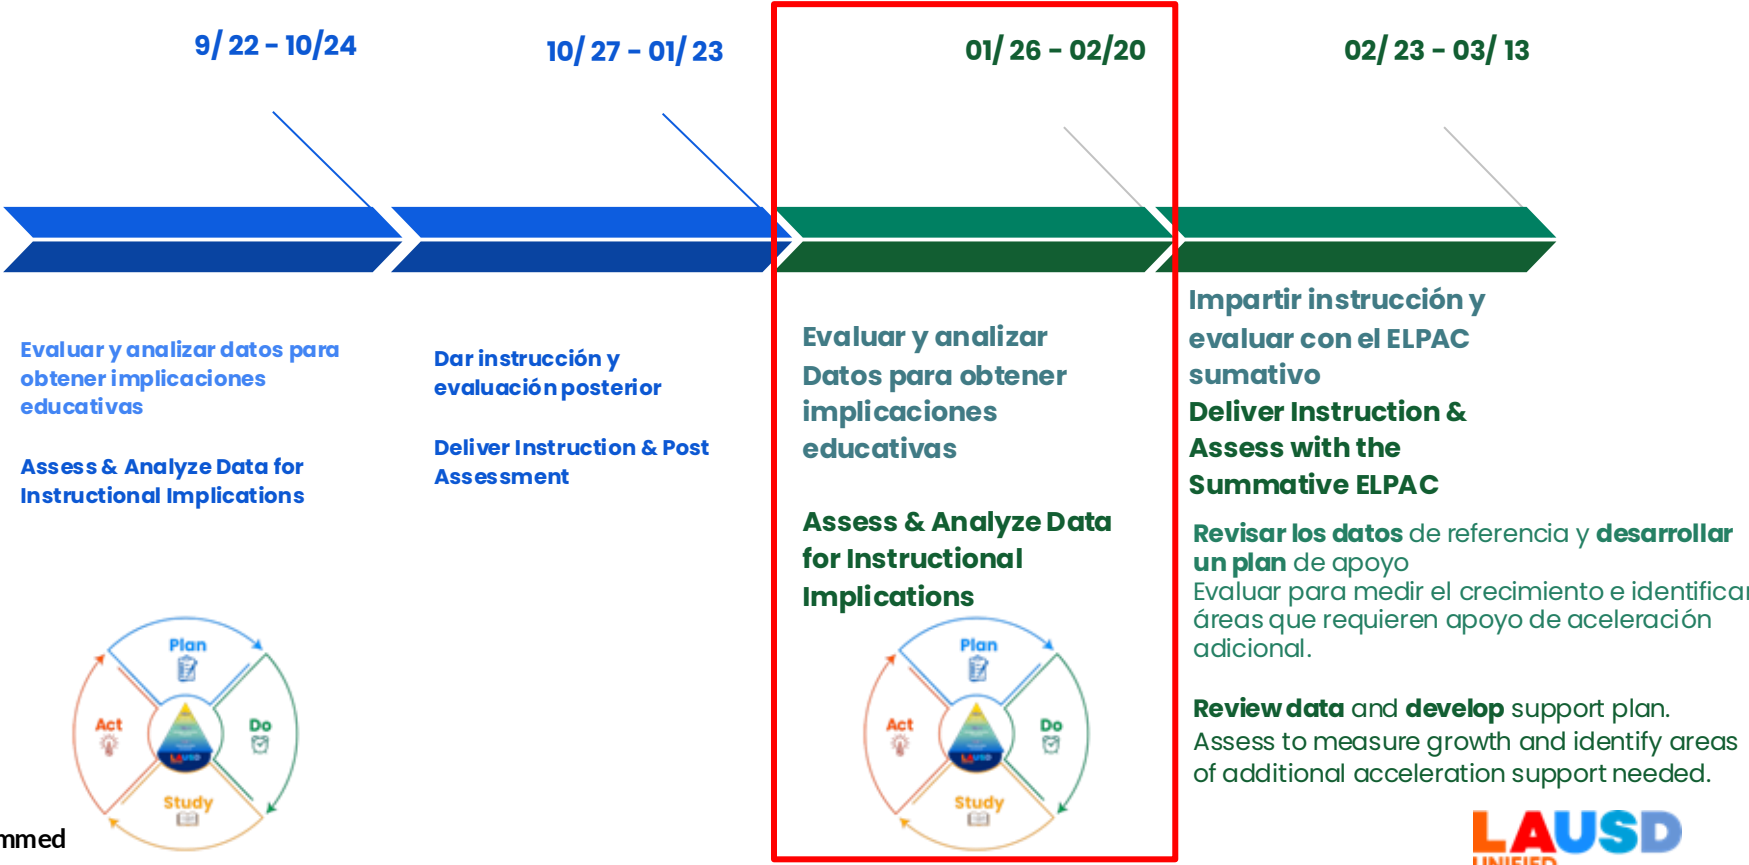 9/ 22 - 10/24
10/ 27 - 01/ 23
01/ 26 - 02/20
02/ 23 - 03/ 13
Evaluar y analizar datos para
obtener implicaciones
educativas
Assess & Analyze Data for
Instructional Implications
Dar instrucción y
evaluación posterior
Deliver Instruction & Post
Assessment
Evaluar y analizar
Datos para obtener
implicaciones
educativas
Assess & Analyze Data
for Instructional
Implications
Impartir instrucción y
evaluar con el ELPAC
sumativo
Deliver Instruction &
Assess with the
Summative ELPAC
Revisar los datos de referencia y desarrollar
un plan de apoyo
Evaluar para medir el crecimiento e identificar
áreas que requieren apoyo de aceleración
adicional.
Review data and develop support plan.
Assess to measure growth and identify areas
of additional acceleration support needed.
Plan
Act
Do
Study
Plan
Act
Do
Study
mmed
LAUSD
UNIFIED